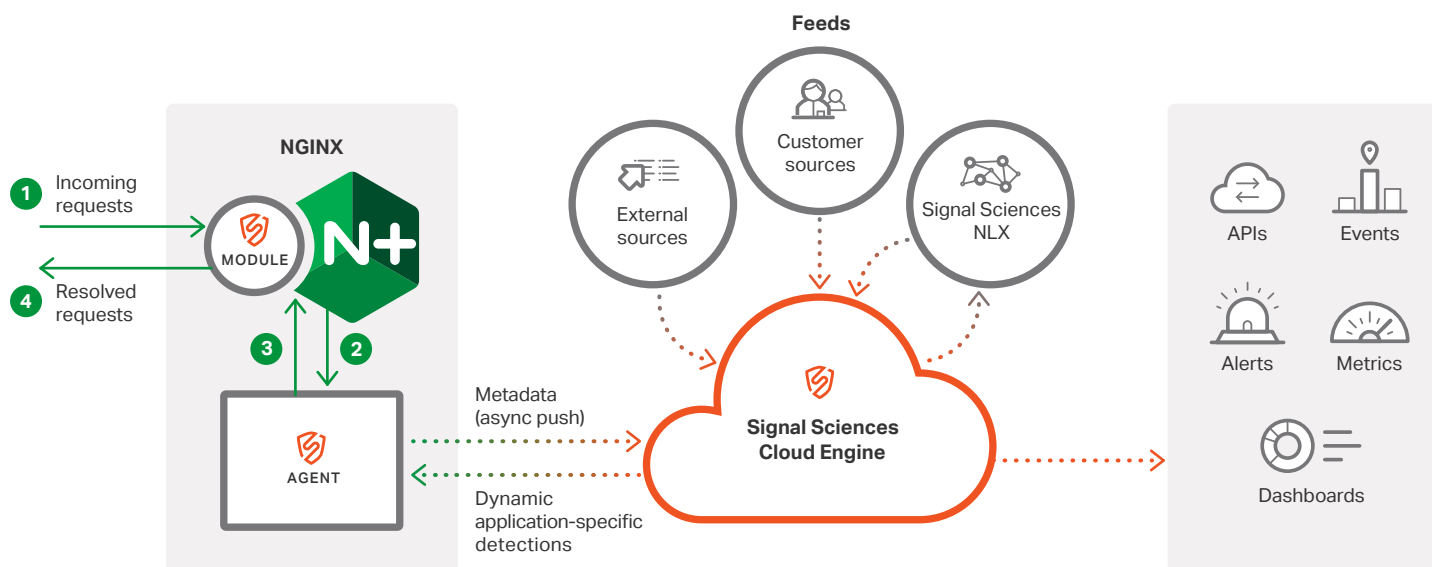 Feeds
NGINX
1
Incoming
requests
MODULE
N+
4
Resolved
requests
3
2
AGENT
Metadata
(async push)
Dynamic
application-specific
detections
External
sources
Customer
sources
Signal Sciences
NLX
Signal Sciences
Cloud Engine
APIs
Events
Alerts
Metrics
Dashboards